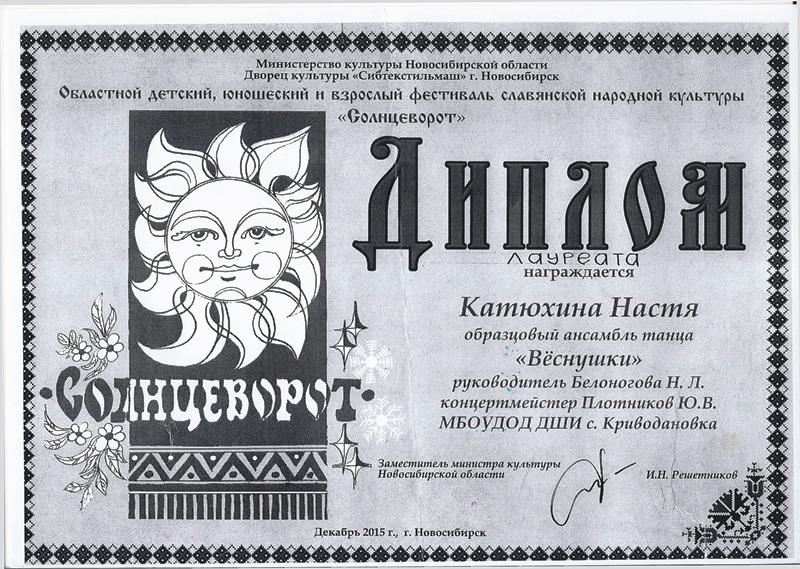 Министерство культуры Новосибирской области
Дворец культуры «Сибтекстильмаш» г. Новосибирск
Областной детский, юношеский и взрослый фестиваль славянской народной культуры
«Солнцеворот»
Диплом
Лауреата
награждается
Катюхина Настя
образцовый ансамбль танца
«Вёснушки»
руководитель Белоногова Н. Л.
концертмейстер Плотников Ю.В.
МБОУДОД ДШИ с. Криводановка
·Солнцеворот·
Заместитель министра культуры
Новосибирской области
И.Н. Решетников
Декабрь 2015 г., г. Новосибирск